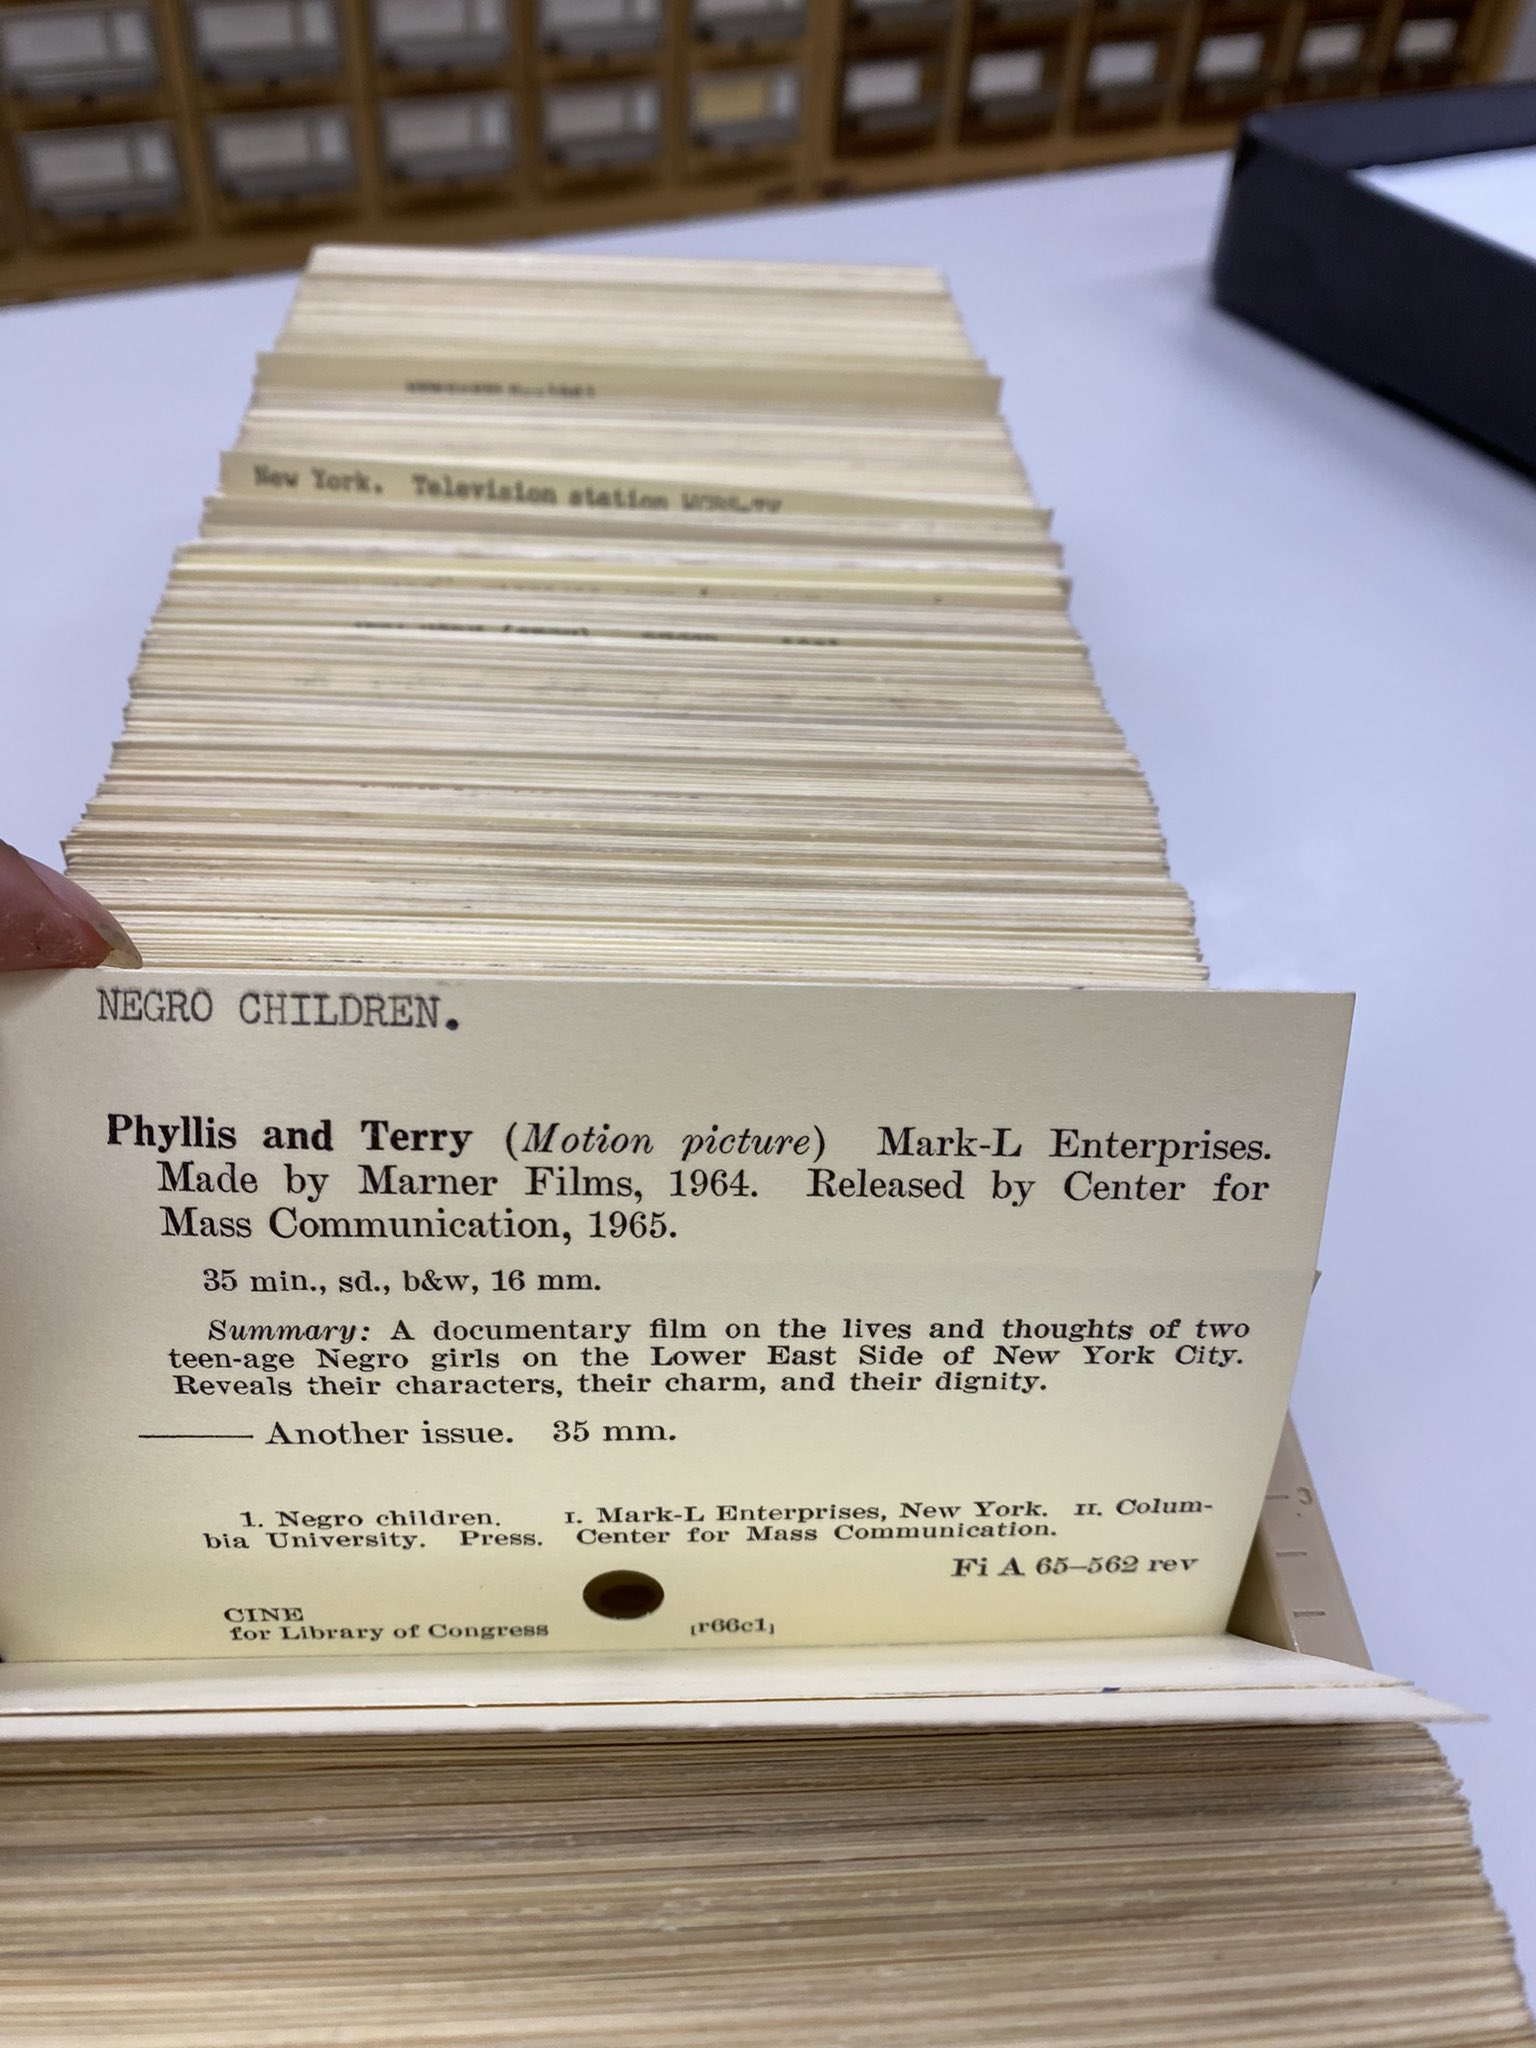 New York. Television station
NEGRO CHILDREN.
Phyllis and Terry (Motion picture) Mark-L Enterprises.
Made by Marner Films, 1964. Released by Center for
Mass Communication, 1965.
35 min., sd., b&w, 16 mm.
Summary: A documentary film on the lives and thoughts of two
teen-age Negro girls on the Lower East Side of New York City.
Reveals their characters, their charm, and their dignity.
——— Another issue. 35 mm.
1. Negro children. I. Mark-L Enterprises, New York. II. Colum-
bia University. Press. Center for Mass Communication.
Fi A 65–562 rev
CINE
for Library of Congress [r66c1]